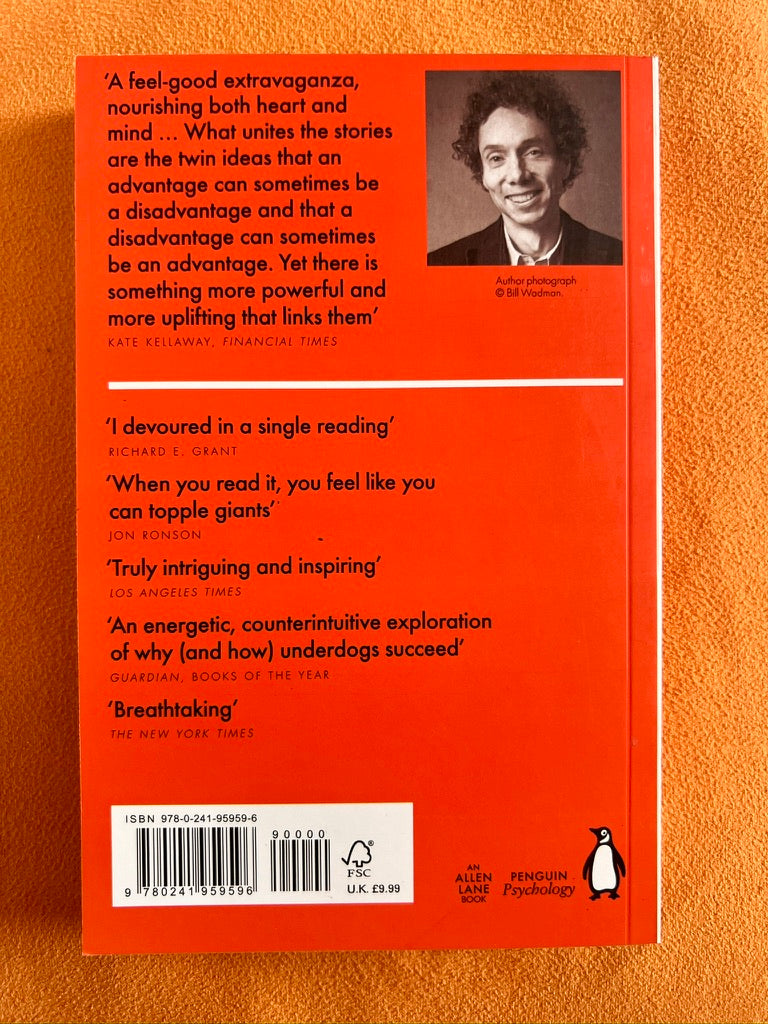 ‘A feel-good extravaganza,
nourishing both heart and
mind ... What unites the stories
are the twin ideas that an
advantage can sometimes be
a disadvantage and that a
disadvantage can sometimes
be an advantage. Yet there is
something more powerful and
more uplifting that links them’
KATE KELLAWAY, FINANCIAL TIMES
Author photograph
© Bill Wadman.
‘I devoured in a single reading’
RICHARD E. GRANT
‘When you read it, you feel like you
can topple giants’
JON RONSON
‘Truly intriguing and inspiring’
LOS ANGELES TIMES
‘An energetic, counterintuitive exploration
of why (and how) underdogs succeed’
GUARDIAN, BOOKS OF THE YEAR
‘Breathtaking’
THE NEW YORK TIMES
ISBN 978-0-241-95959-6
90000
9 780241 959596
FSC
®
U.K. £9.99
AN
ALLEN
LANE
BOOK
PENGUIN
Psychology